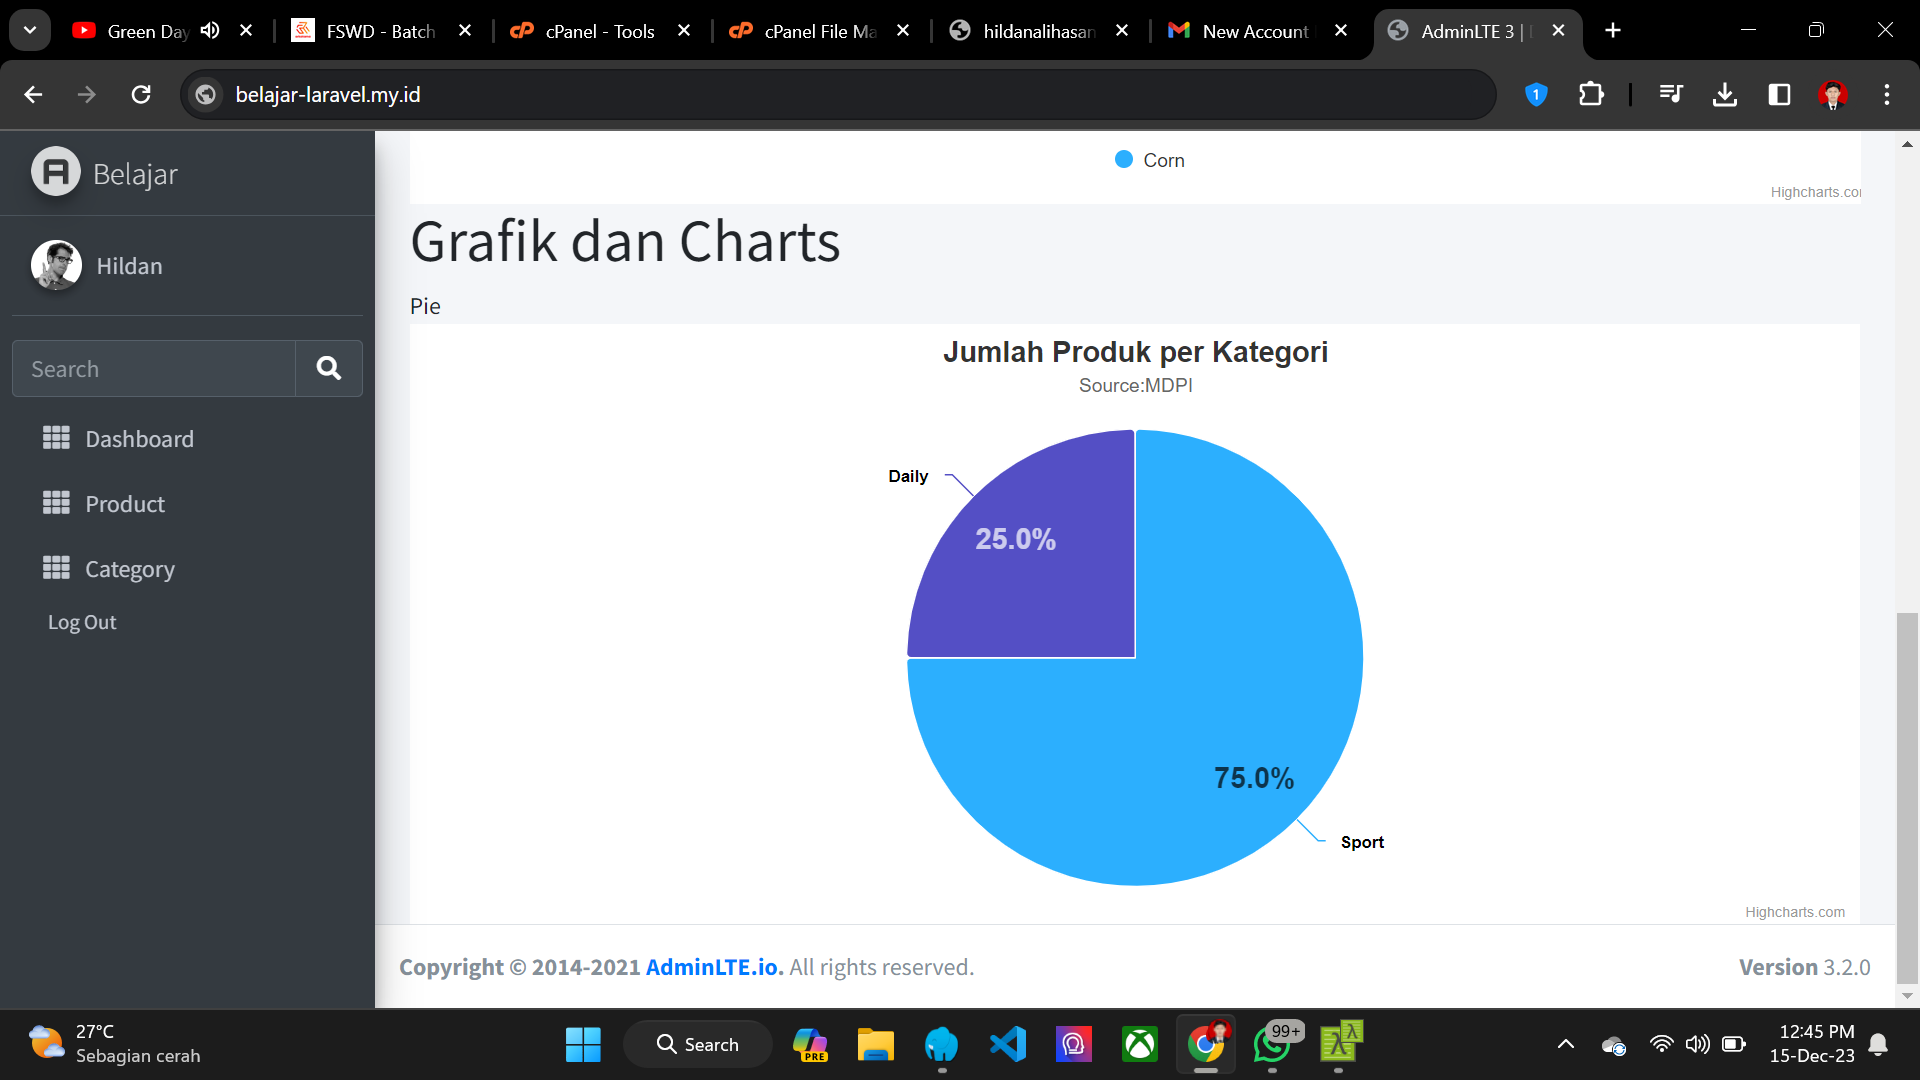 Green Day
FSWD - Batch
cPanel - Tools
cPanel File Ma
hildanalihasan
New Account
AdminLTE 3 |
belajar-laravel.my.id
1
Belajar
Hildan
Search
Dashboard
Product
Category
Log Out
Corn
Highcharts.co
Grafik dan Charts
Pie
Jumlah Produk per Kategori
Source:MDPI
Daily
25.0%
75.0%
Sport
Highcharts.com
Copyright © 2014-2021 AdminLTE.io. All rights reserved.
Version 3.2.0
27°C
Sebagian cerah
Search
PRE
99+
12:45 PM
15-Dec-23